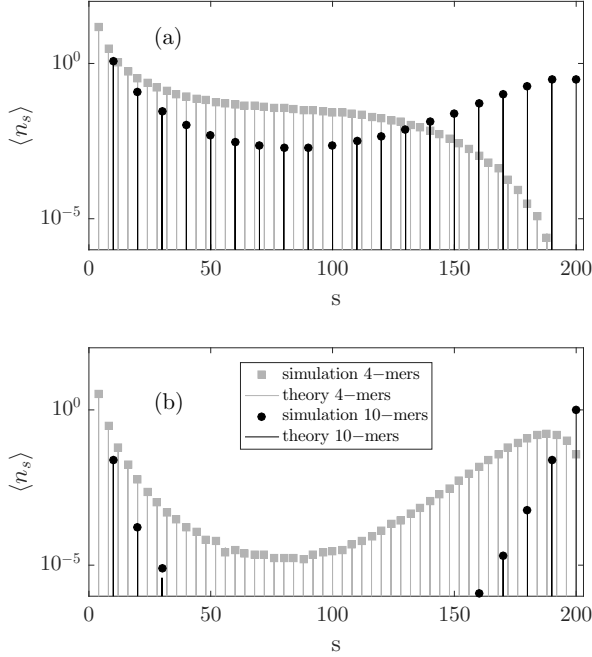 (a)
10^0
10^{-5}
⟨n_s⟩
0 50 100 150 200
s
(b)
simulation 4−mers
theory 4−mers
simulation 10−mers
theory 10−mers
10^0
10^{-5}
⟨n_s⟩
0 50 100 150 200
s